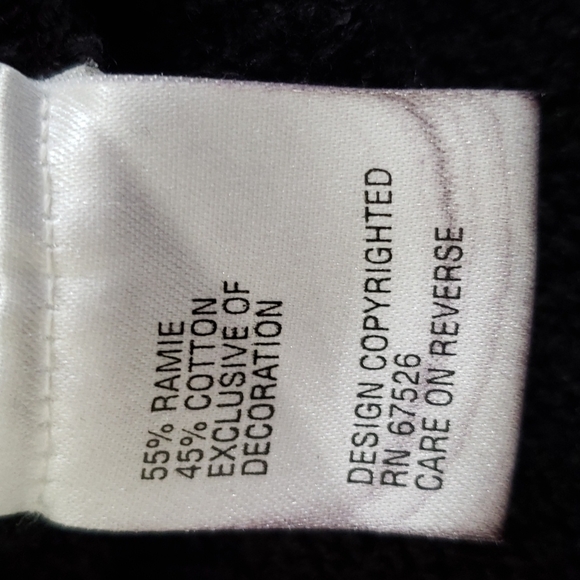 55% RAMIE
45% COTTON
EXCLUSIVE OF
DECORATION
DESIGN COPYRIGHTED
RN 67526
CARE ON REVERSE